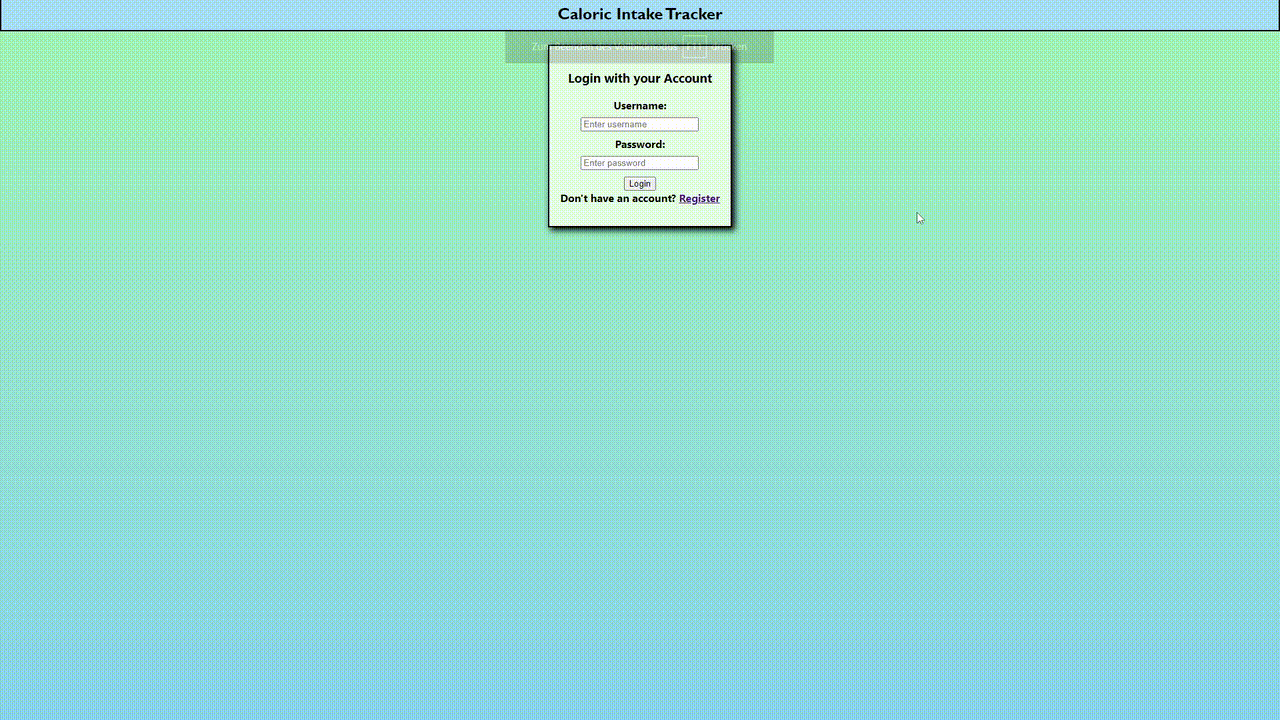 Caloric Intake Tracker
Zum Beenden des Vollbildmodus F11 drücken
Login with your Account
Username:
Enter username
Password:
Enter password
Login
Don't have an account? Register